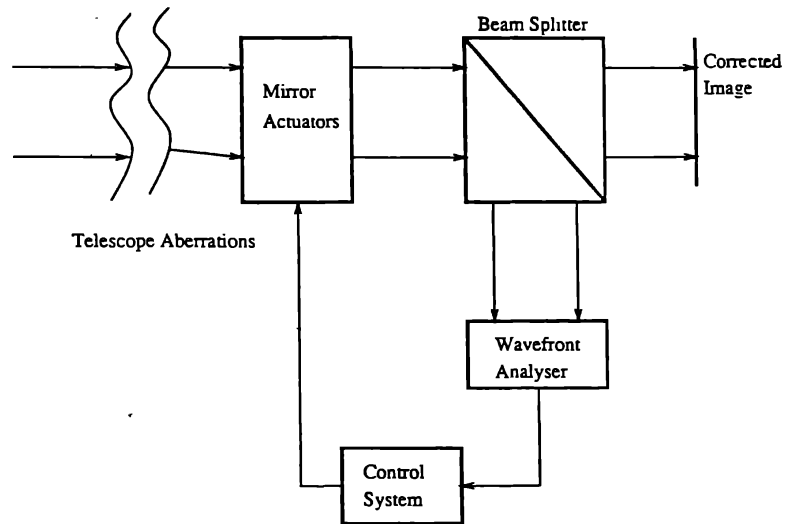 Beam Splitter
Corrected
Image
Mirror
Actuators
Telescope Aberrations
Wavefront
Analyser
Control
System